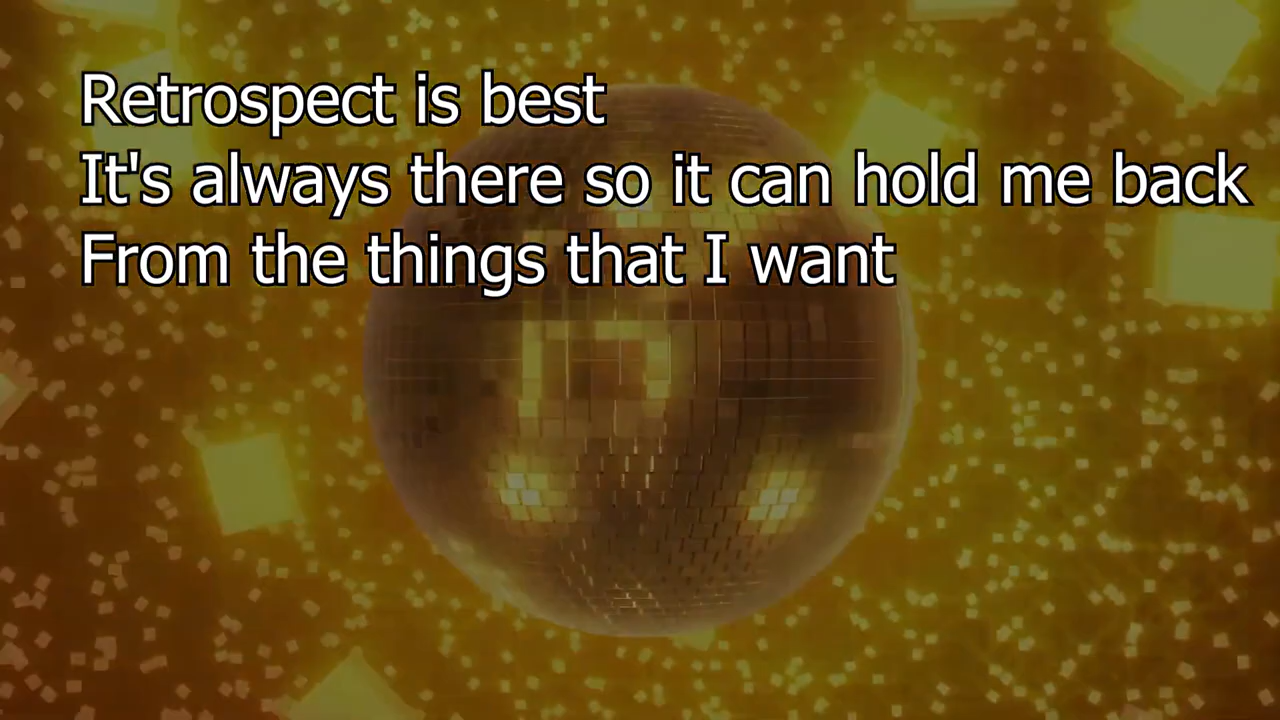 Retrospect is best
It's always there so it can hold me back
From the things that I want